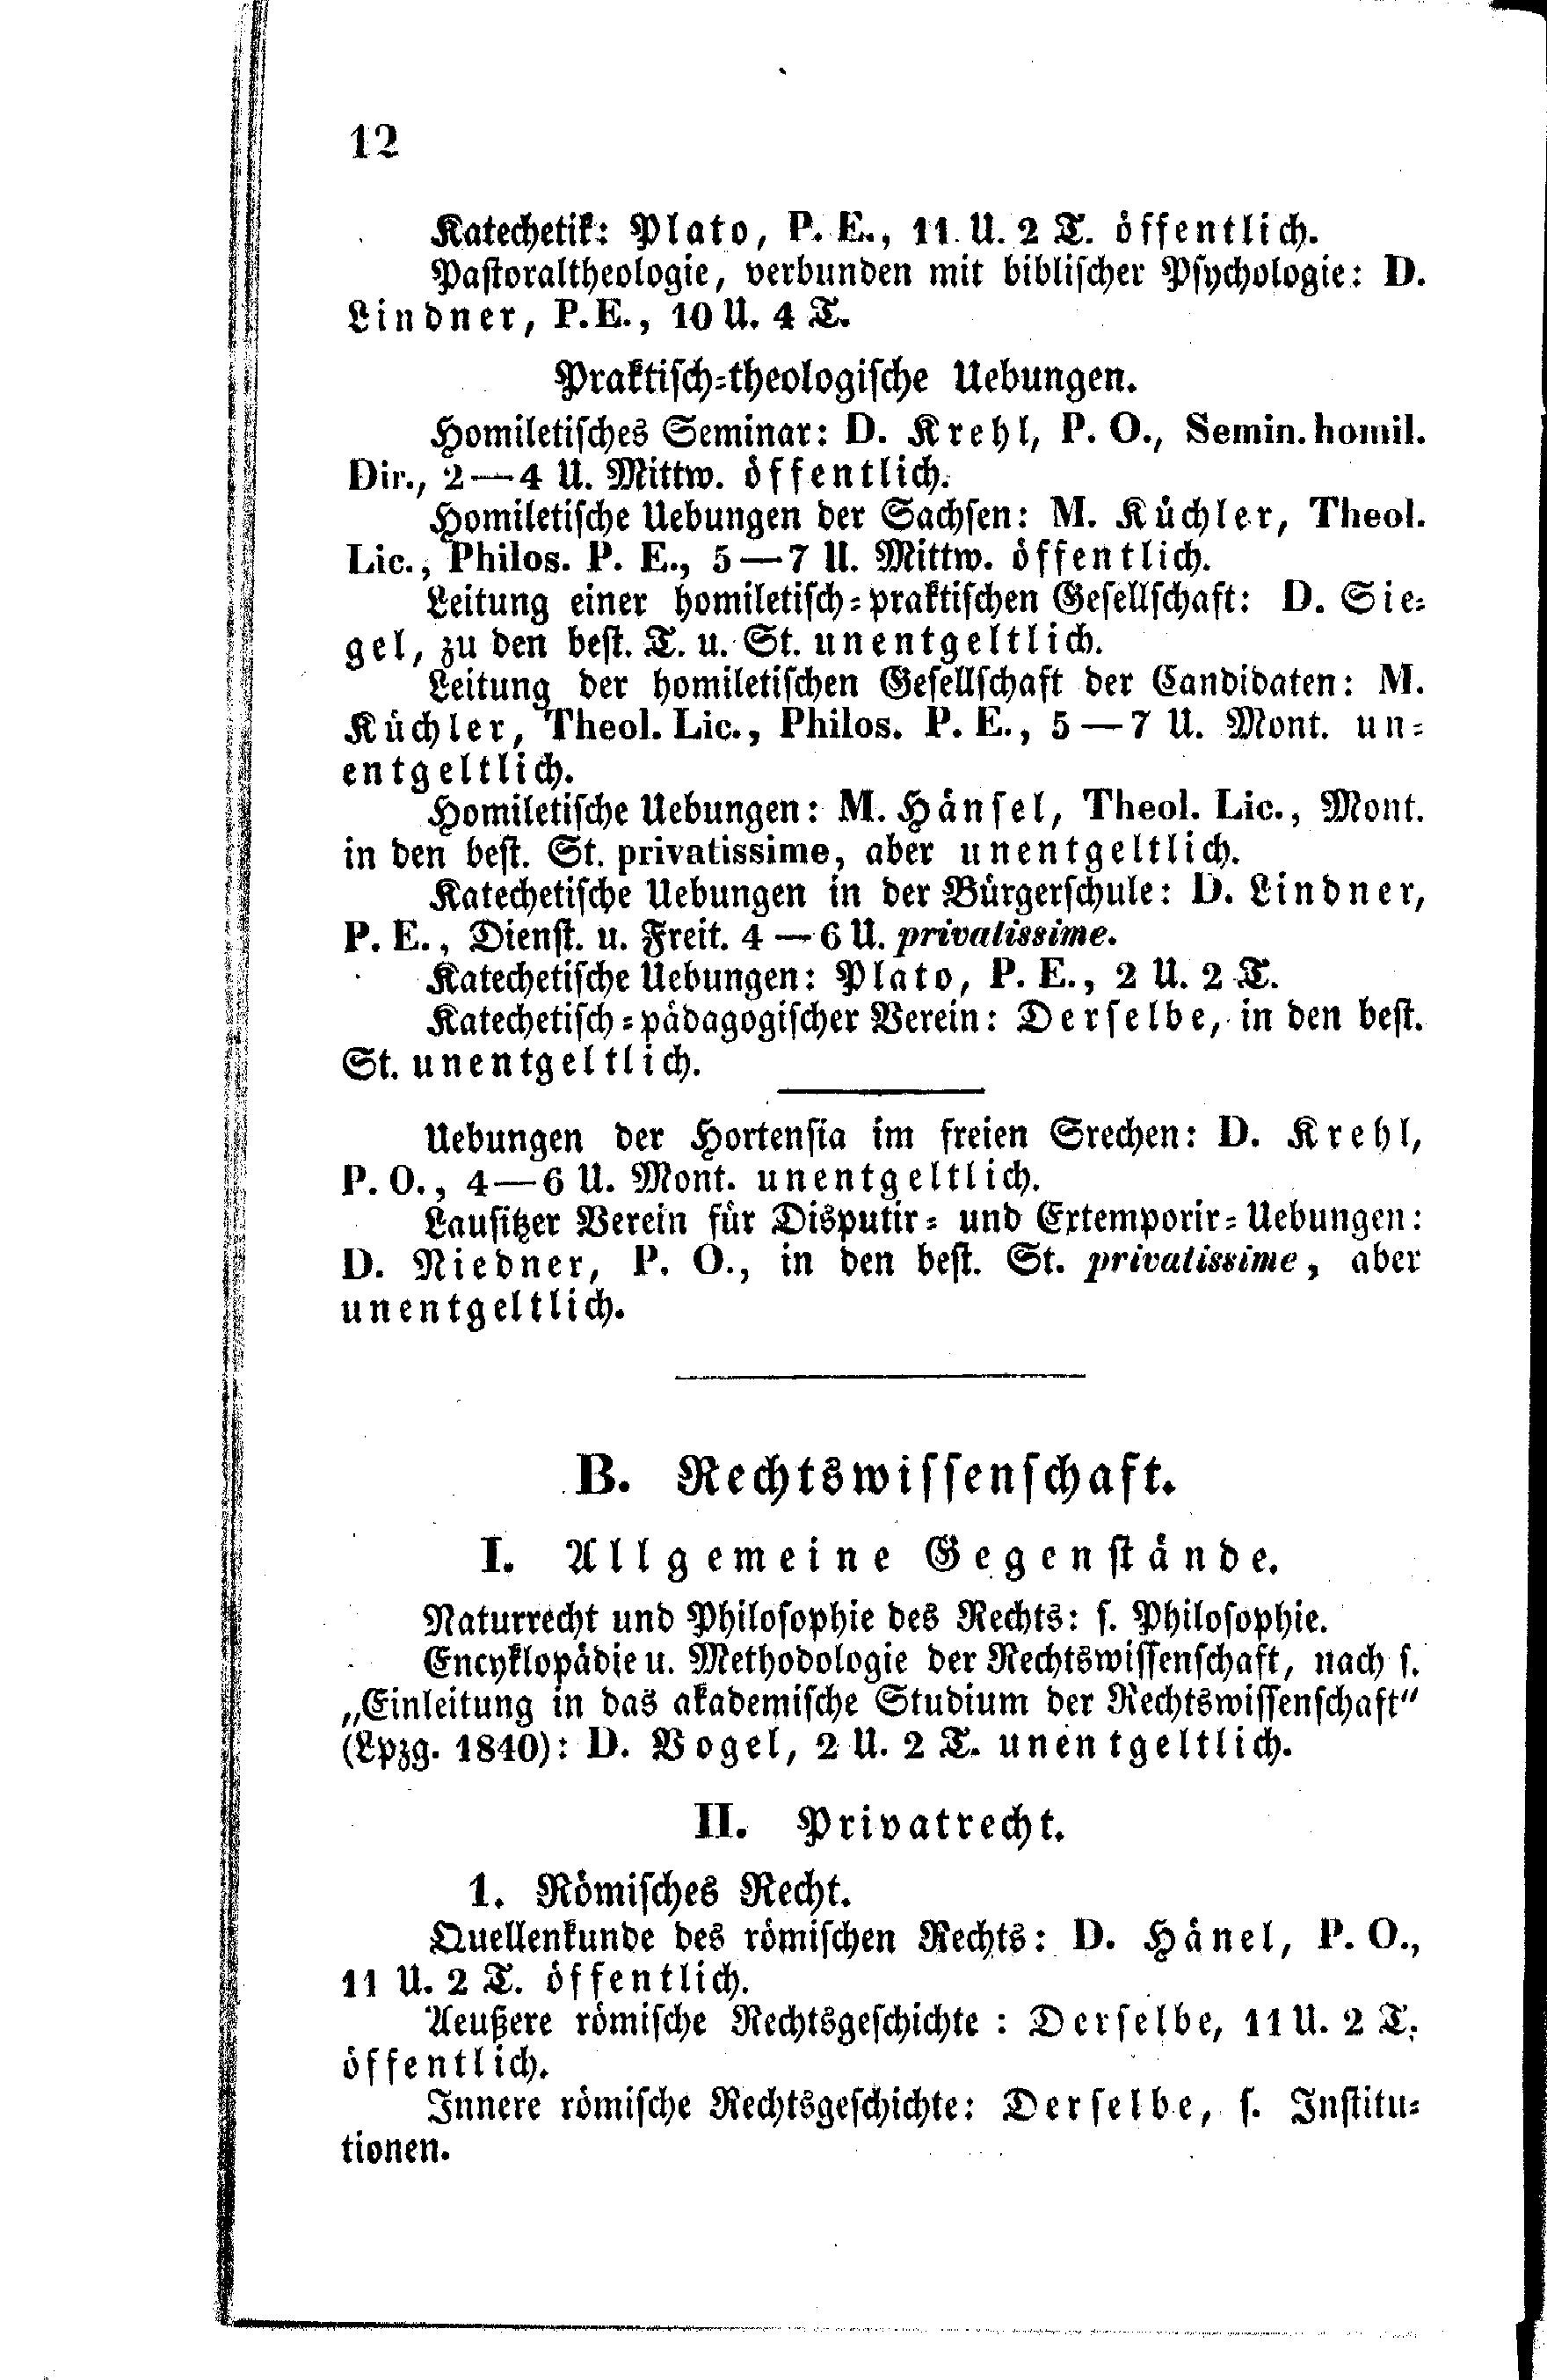 12
Katechetik: Plato, P. E., 11 U. 2 T. öffentlich.
Pastoraltheologie, verbunden mit biblischer Psychologie: D.
Lindner, P. E., 10 U. 4 T.
Praktisch-theologische Uebungen.
Homiletisches Seminar: D. Krehl, P. O., Semin. homil.
Dir., 2—4 U. Mittw. öffentlich.
Homiletische Uebungen der Sachsen: M. Küchler, Theol.
Lic., Philos. P. E., 5—7 U. Mittw. öffentlich.
Leitung einer homiletisch-praktischen Gesellschaft: D. Sie-
gel, zu den best. T. u. St. unentgeltlich.
Leitung der homiletischen Gesellschaft der Candidaten: M.
Küchler, Theol. Lic., Philos. P. E., 5—7 U. Mont. un-
entgeltlich.
Homiletische Uebungen: M. Hänsel, Theol. Lic., Mont.
in den best. St. privatissime, aber unentgeltlich.
Katechetische Uebungen in der Bürgerschule: D. Lindner,
P. E., Dienst. u. Freit. 4—6 U. privatissime.
Katechetische Uebungen: Plato, P. E., 2 U. 2 T.
Katechetisch-pädagogischer Verein: Derselbe, in den best.
St. unentgeltlich.
Uebungen der Hortensia im freien Srechen: D. Krehl,
P. O., 4—6 U. Mont. unentgeltlich.
Lausitzer Verein für Disputir- und Extemporir-Uebungen:
D. Niedner, P. O., in den best. St. privatissime, aber
unentgeltlich.
B. Rechtswissenschaft.
I. Allgemeine Gegenstände.
Naturrecht und Philosophie des Rechts: s. Philosophie.
Encyklopädie u. Methodologie der Rechtswissenschaft, nach s.
„Einleitung in das akademische Studium der Rechtswissenschaft“
(Lpzg. 1840): D. Vogel, 2 U. 2 T. unentgeltlich.
II. Privatrecht.
1. Römisches Recht.
Quellenkunde des römischen Rechts: D. Hänel, P. O.,
11 U. 2 T. öffentlich.
Aeußere römische Rechtsgeschichte: Derselbe, 11 U. 2 T.
öffentlich.
Innere römische Rechtsgeschichte: Derselbe, s. Institu-
tionen.